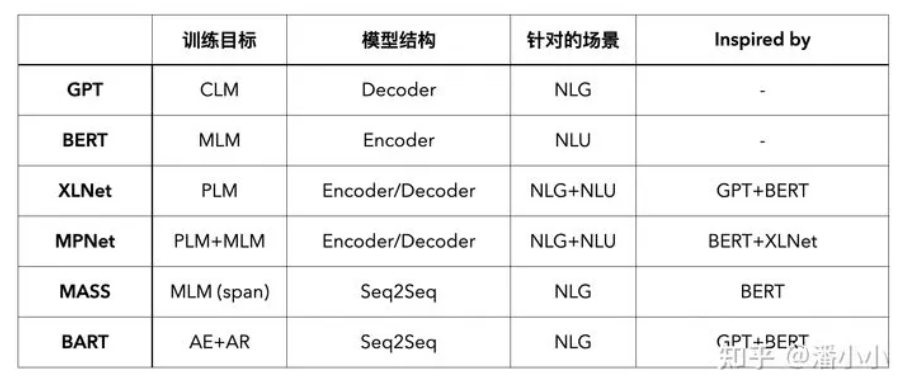 训练目标 模型结构 针对的场景 Inspired by
GPT CLM Decoder NLG -
BERT MLM Encoder NLU -
XLNet PLM Encoder/Decoder NLG+NLU GPT+BERT
MPNet PLM+MLM Encoder/Decoder NLG+NLU BERT+XLNet
MASS MLM (span) Seq2Seq NLG BERT
BART AE+AR Seq2Seq NLG GPT+BERT
知乎 @潘小小